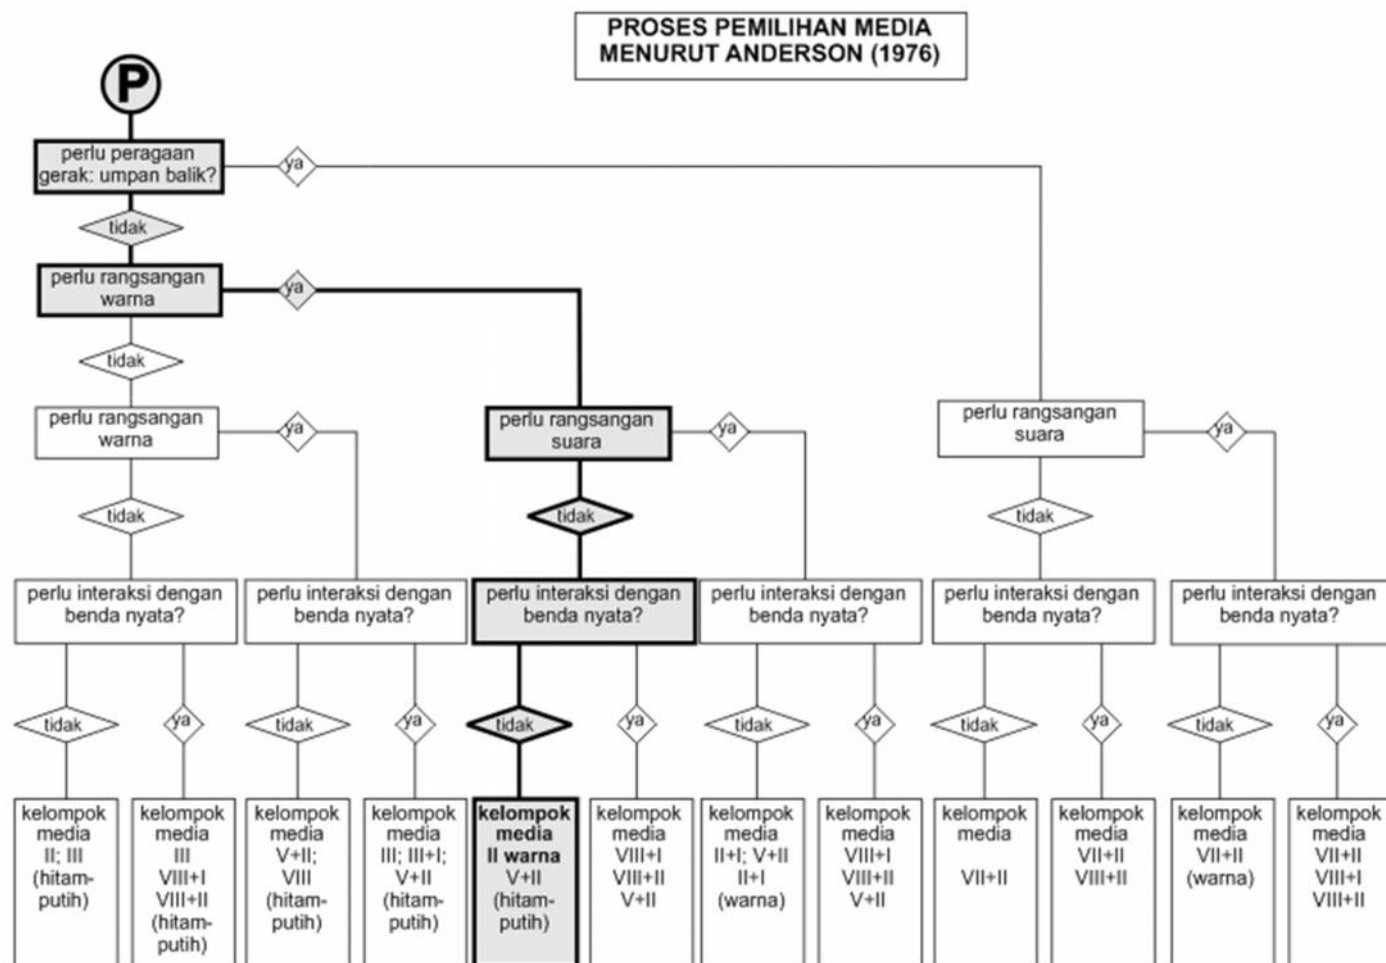 PROSES PEMILIHAN MEDIA
MENURUT ANDERSON (1976)
P
perlu peragaan
gerak: umpan balik?
ya
tidak
perlu rangsangan
warna
ya
tidak
perlu rangsangan
warna
ya
perlu rangsangan
suara
ya
perlu rangsangan
suara
ya
tidak
tidak
tidak
perlu interaksi dengan
benda nyata?
perlu interaksi dengan
benda nyata?
perlu interaksi dengan
benda nyata?
perlu interaksi dengan
benda nyata?
perlu interaksi dengan
benda nyata?
perlu interaksi dengan
benda nyata?
tidak
ya
tidak
ya
tidak
ya
tidak
ya
tidak
ya
tidak
ya
kelompok
media
II; III
(hitam-
putih)
kelompok
media
III
VIII+I
VIII+II
(hitam-
putih)
kelompok
media
V+II;
VIII
(hitam-
putih)
kelompok
media
III; III+I;
V+II
(hitam-
putih)
kelompok
media
II warna
V+II
(hitam-
putih)
kelompok
media
VIII+I
VIII+II
V+II
kelompok
media
II+I; V+II
II+I
(warna)
kelompok
media
VIII+I
VIII+II
V+II
kelompok
media
VII+II
kelompok
media
VII+II
VIII+II
kelompok
media
VII+II
(warna)
kelompok
media
VII+II
VIII+I
VIII+II